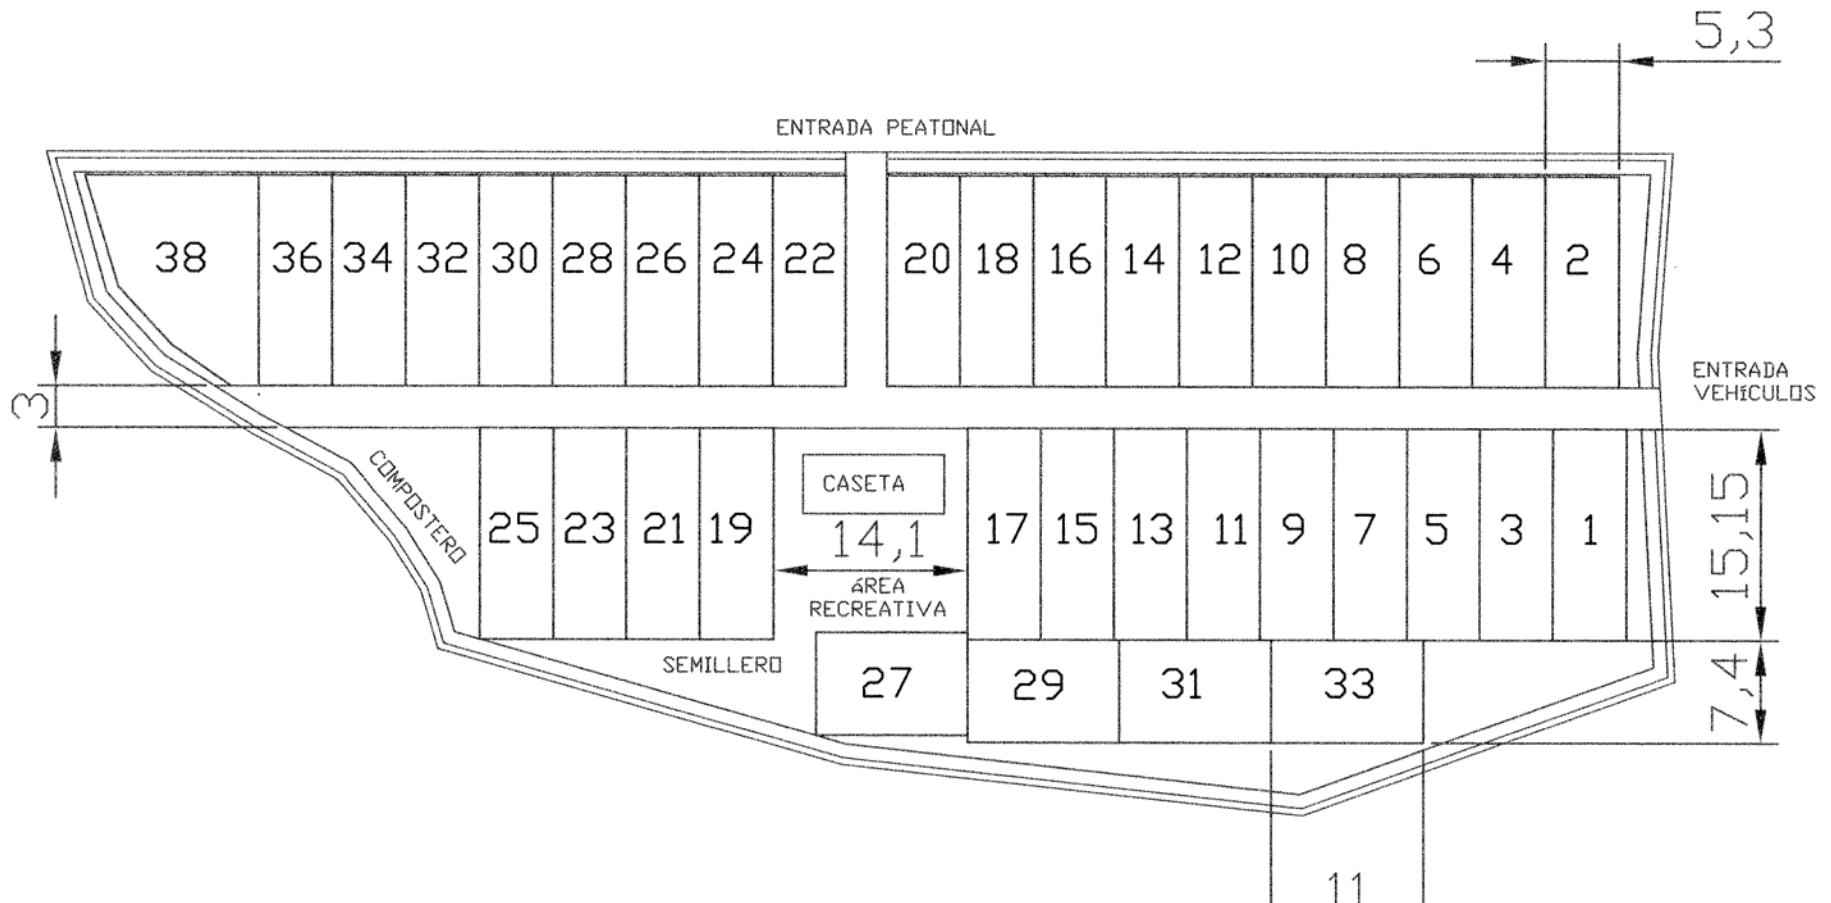 5,3
ENTRADA PEATONAL
38 36 34 32 30 28 26 24 22 20 18 16 14 12 10 8 6 4 2
ENTRADA
VEHíCULOS
3
COMPOSTERO
CASETA
25 23 21 19 17 15 13 11 9 7 5 3 1
14,1
15,15
áREA
RECREATIVA
SEMILLERO
27 29 31 33
7,4
11